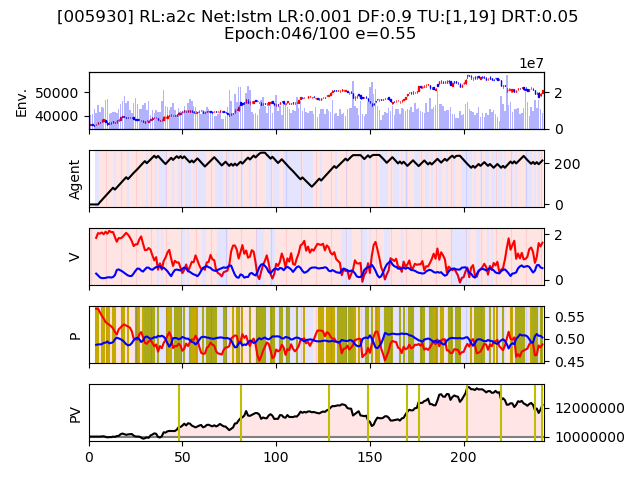 [005930] RL:a2c Net:lstm LR:0.001 DF:0.9 TU:[1,19] DRT:0.05
Epoch:046/100 e=0.55
1e7
Env.
50000
40000
2
0
Agent
200
0
V
2
0
P
0.55
0.50
0.45
PV
12000000
10000000
0 50 100 150 200